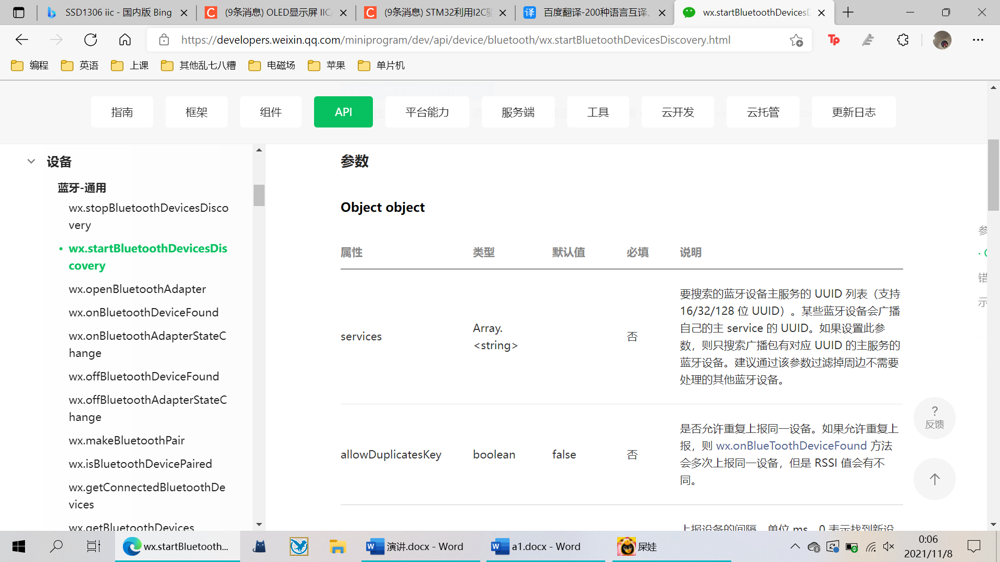 SSD1306 iic - 国内版 Bing
(9条消息) OLED显示屏 IIC
(9条消息) STM32利用I2C驱
百度翻译-200种语言互译、
wx.startBluetoothDevicesD
https://developers.weixin.qq.com/miniprogram/dev/api/device/bluetooth/wx.startBluetoothDevicesDiscovery.html
编程
英语
上课
其他乱七八糟
电磁场
苹果
单片机
指南
框架
组件
API
平台能力
服务端
工具
云开发
云托管
更新日志
设备
蓝牙-通用
wx.stopBluetoothDevicesDisco
very
wx.startBluetoothDevicesDis
covery
wx.openBluetoothAdapter
wx.onBluetoothDeviceFound
wx.onBluetoothAdapterStateC
hange
wx.offBluetoothDeviceFound
wx.offBluetoothAdapterStateC
hange
wx.makeBluetoothPair
wx.isBluetoothDevicePaired
wx.getConnectedBluetoothDe
vices
wx.getBluetoothDevices
参数
Object object
属性 类型 默认值 必填 说明
services
Array.
<string>
否
要搜索的蓝牙设备主服务的 UUID 列表（支持
16/32/128 位 UUID）。某些蓝牙设备会广播
自己的主 service 的 UUID。如果设置此参
数，则只搜索广播包有对应 UUID 的主服务的
蓝牙设备。建议通过该参数过滤掉周边不需要
处理的其他蓝牙设备。
allowDuplicatesKey boolean false 否
是否允许重复上报同一设备。如果允许重复上
报，则 wx.onBlueToothDeviceFound 方法
会多次上报同一设备，但是 RSSI 值会有不
同。
上报设备的间隔，单位 ms。0 表示找到新设
参
错
示
?
反馈
wx.startBluetooth...
演讲.docx - Word
a1.docx - Word
屎娃
0:06
2021/11/8